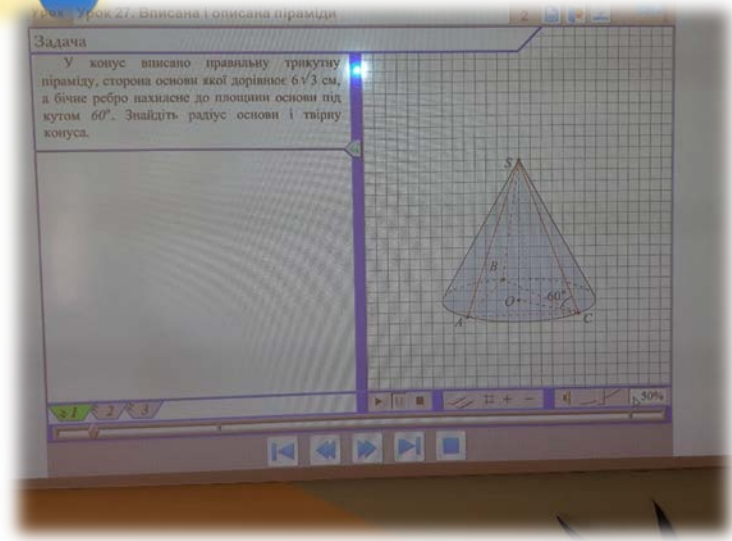 Урок 27. Вписана і описана піраміди
2
Задача
У конус вписано правильну трикутну
піраміду, сторона основи якої дорівнює 6√3 см,
а бічне ребро нахилене до площини основи під
кутом 60°. Знайдіть радіус основи і твірну
конуса.
S
B
O
60°
A
C
1 2 3
50%